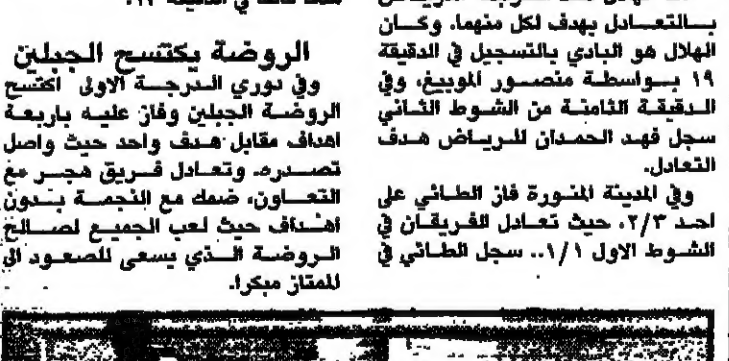 بالتعادل بهدف لكل منهما. وكان
الهلال هو البادي بالتسجيل في الدقيقة
١٩ بواسطة منصور الموينع، وفي
الدقيقة الثامنة من الشوط الثاني
سجل فهد الحمدان للرياض هدف
التعادل.
وفي المدينة المنورة فاز الطائي على
احد ٢/٣، حيث تعادل الفريقان في
الشوط الاول ١/١.. سجل الطائي في
الروضة يكتسح الجبلين
وفي دوري الدرجة الاولى اكتسح
الروضة الجبلين وفاز عليه باربعة
اهداف مقابل هدف واحد حيث واصل
تصدره. وتعادل فريق هجر مع
التعاون، ضمك مع النجمة بدون
أهداف حيث لعب الجميع لصالح
الروضة الذي يسعى للصعود الى
الممتاز مبكرا.